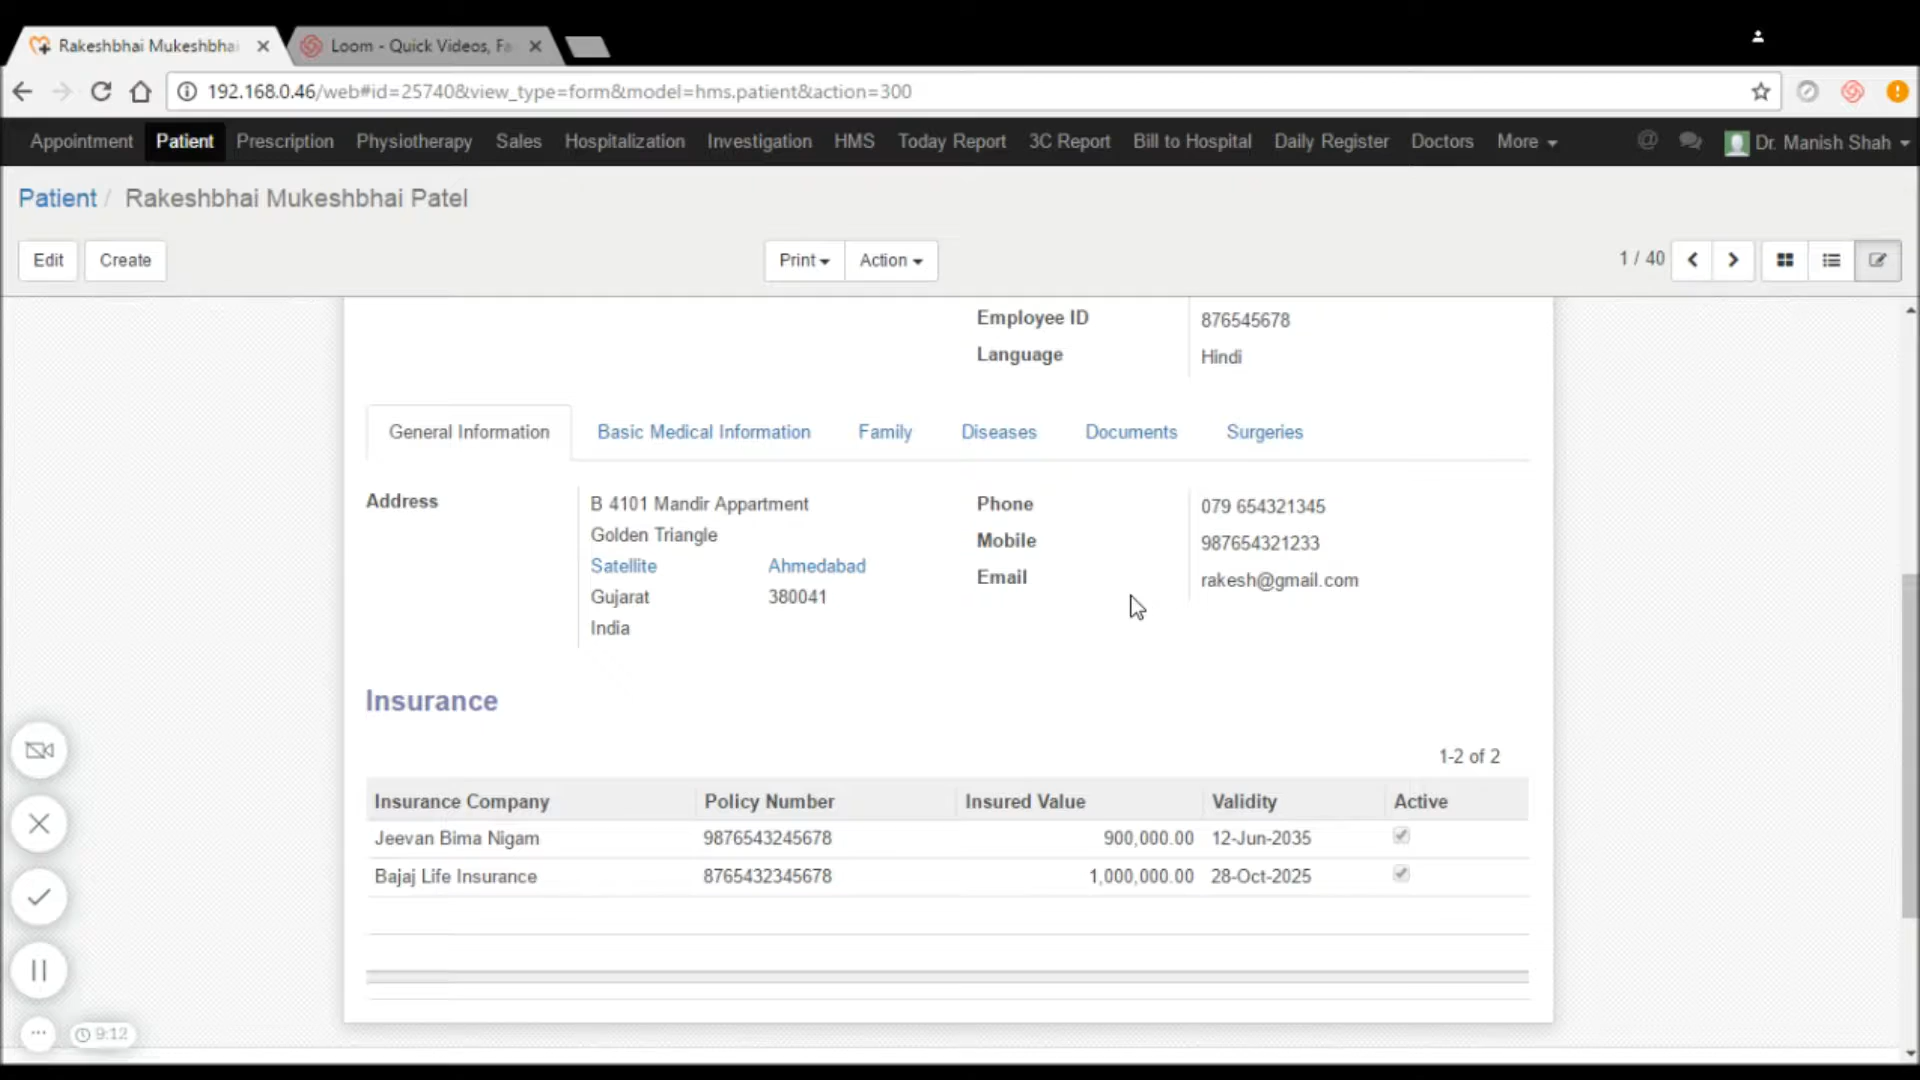 Rakeshbhai Mukeshbhai
Loom - Quick Videos, Fa
192.168.0.46/web#id=25740&view_type=form&model=hms.patient&action=300
Appointment Patient Prescription Physiotherapy Sales Hospitalization Investigation HMS Today Report 3C Report Bill to Hospital Daily Register Doctors More @ Dr. Manish Shah
Patient / Rakeshbhai Mukeshbhai Patel
Edit Create Print Action 1 / 40
Employee ID 876545678
Language Hindi
General Information Basic Medical Information Family Diseases Documents Surgeries
Address B 4101 Mandir Appartment Phone 079 654321345
Golden Triangle Mobile 987654321233
Satellite Ahmedabad Email rakesh@gmail.com
Gujarat 380041
India
Insurance
1-2 of 2
Insurance Company Policy Number Insured Value Validity Active
Jeevan Bima Nigam 9876543245678 900,000.00 12-Jun-2035
Bajaj Life Insurance 8765432345678 1,000,000.00 28-Oct-2025
9:12